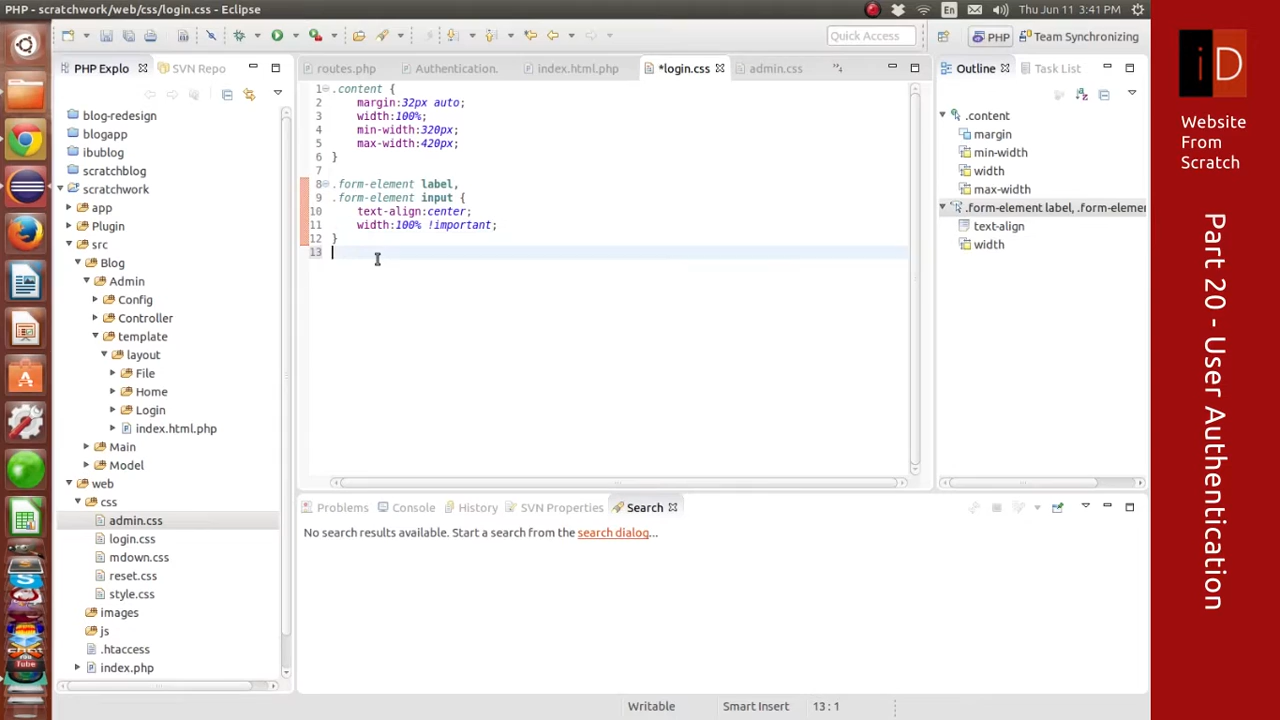 PHP - scratchwork/web/css/login.css - Eclipse
En
Thu Jun 11 3:41 PM
Quick Access
PHP
Team Synchronizing
PHP Explo
SVN Repo
routes.php
Authentication.
index.html.php
*login.css
admin.css
»4
Outline
Task List
blog-redesign
blogapp
ibublog
scratchblog
scratchwork
app
Plugin
src
Blog
Admin
Config
Controller
template
layout
File
Home
Login
index.html.php
Main
Model
web
css
admin.css
login.css
mdown.css
reset.css
style.css
images
js
.htaccess
index.php
1 .content {
2 margin:32px auto;
3 width:100%;
4 min-width:320px;
5 max-width:420px;
6 }
7
8 .form-element label,
9 .form-element input {
10 text-align:center;
11 width:100% !important;
12 }
13
.content
margin
min-width
width
max-width
.form-element label, .form-elemer
text-align
width
Problems
Console
History
SVN Properties
Search
No search results available. Start a search from the search dialog...
Writable
Smart Insert
13 : 1
iD
Website
From
Scratch
Part 20 - User Authentication